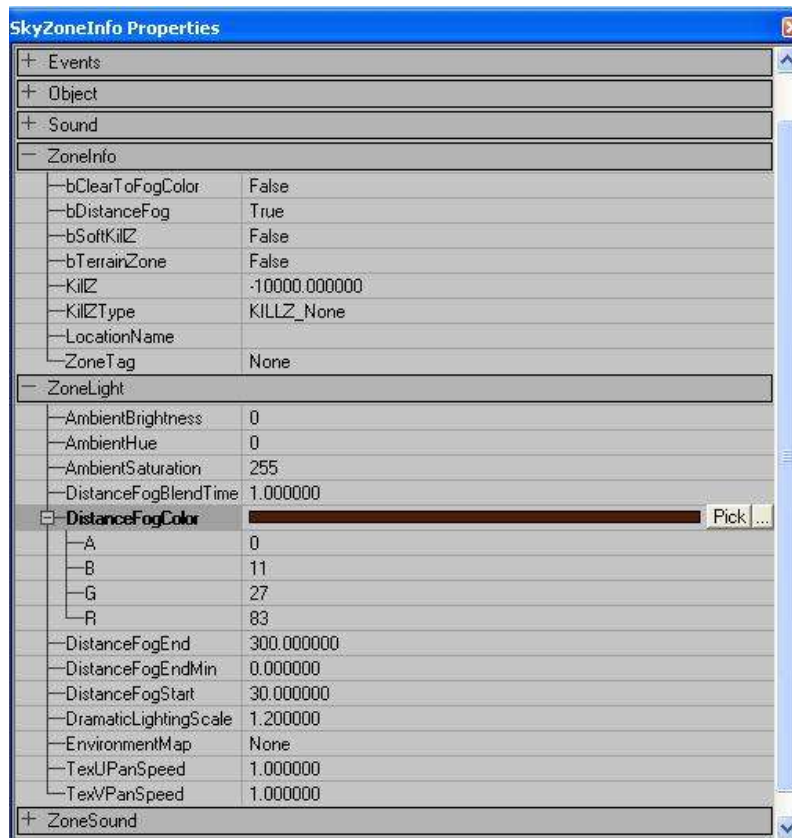 SkyZoneInfo Properties
+ Events
+ Object
+ Sound
- ZoneInfo
bClearToFogColor False
bDistanceFog True
bSoftKillZ False
bTerrainZone False
KillZ -10000.000000
KillZType KILLZ_None
LocationName
ZoneTag None
- ZoneLight
AmbientBrightness 0
AmbientHue 0
AmbientSaturation 255
DistanceFogBlendTime 1.000000
DistanceFogColor Pick ...
A 0
B 11
G 27
R 83
DistanceFogEnd 300.000000
DistanceFogEndMin 0.000000
DistanceFogStart 30.000000
DramaticLightingScale 1.200000
EnvironmentMap None
TexUPanSpeed 1.000000
TexVPanSpeed 1.000000
+ ZoneSound